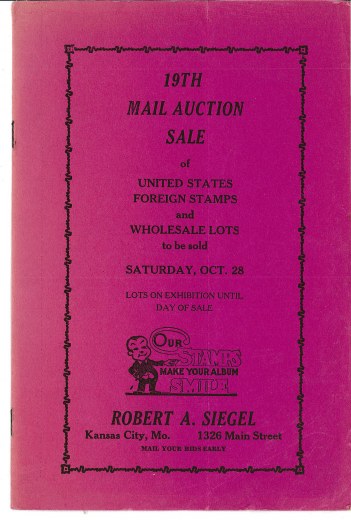 19TH
MAIL AUCTION
SALE
of
UNITED STATES
FOREIGN STAMPS
and
WHOLESALE LOTS
to be sold
SATURDAY, OCT. 28
LOTS ON EXHIBITION UNTIL
DAY OF SALE
OUR
STAMPS
MAKE YOUR ALBUM
SMILE
ROBERT A. SIEGEL
Kansas City, Mo. 1326 Main Street
MAIL YOUR BIDS EARLY